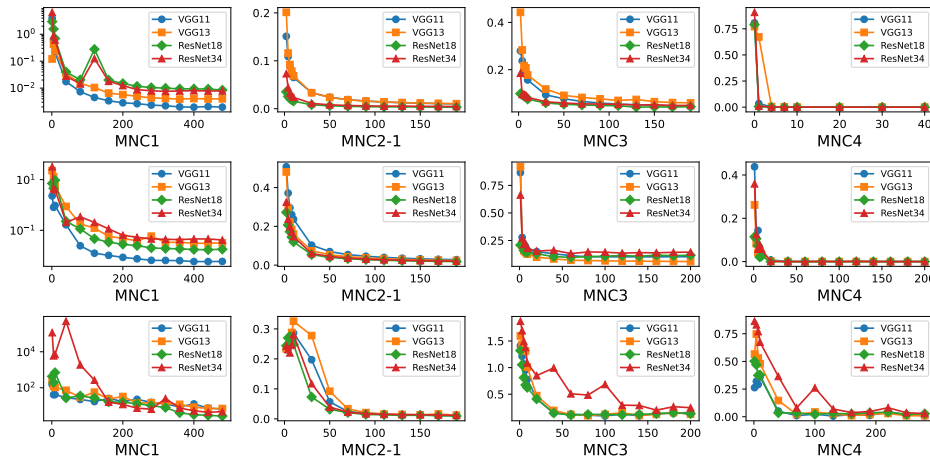 10⁰
10⁻¹
10⁻²
0 200 400
MNC1
VGG11
VGG13
ResNet18
ResNet34
0.2
0.1
0.0
0 50 100 150
MNC2-1
VGG11
VGG13
ResNet18
ResNet34
0.4
0.2
0 50 100 150
MNC3
VGG11
VGG13
ResNet18
ResNet34
0.75
0.50
0.25
0.00
0 10 20 30 40
MNC4
VGG11
VGG13
ResNet18
ResNet34
10¹
10⁻¹
0 200 400
MNC1
VGG11
VGG13
ResNet18
ResNet34
0.4
0.2
0.0
0 50 100 150
MNC2-1
VGG11
VGG13
ResNet18
ResNet34
0.75
0.50
0.25
0 50 100 150 200
MNC3
VGG11
VGG13
ResNet18
ResNet34
0.4
0.2
0.0
0 50 100 150 200
MNC4
VGG11
VGG13
ResNet18
ResNet34
10⁴
10²
0 200 400
MNC1
VGG11
VGG13
ResNet18
ResNet34
0.3
0.2
0.1
0.0
0 50 100 150
MNC2-1
VGG11
VGG13
ResNet18
ResNet34
1.5
1.0
0.5
0.0
0 50 100 150 200
MNC3
VGG11
VGG13
ResNet18
ResNet34
0.75
0.50
0.25
0.00
0 100 200
MNC4
VGG11
VGG13
ResNet18
ResNet34